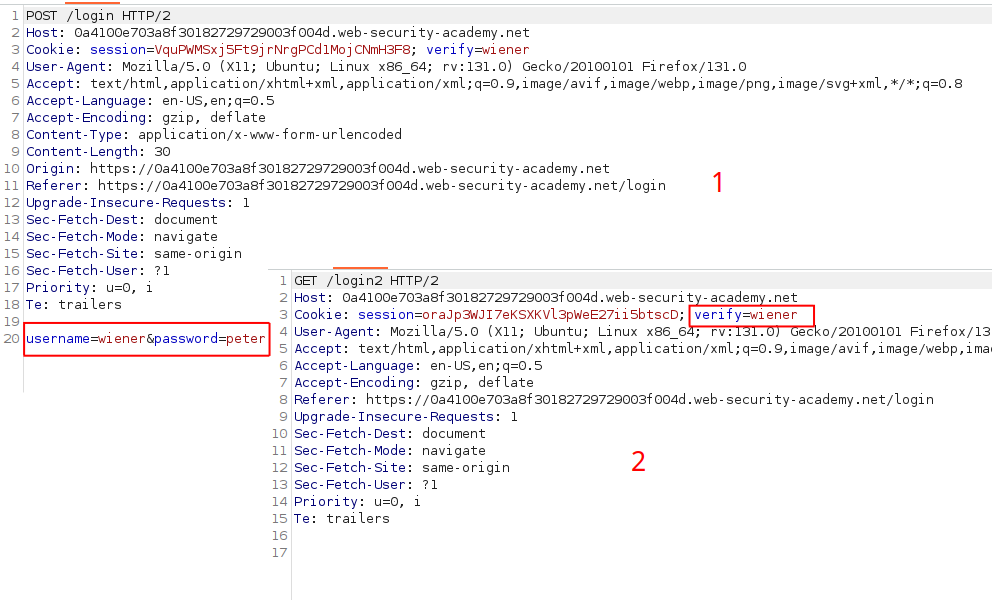 1 POST /login HTTP/2
2 Host: 0a4100e703a8f30182729729003f004d.web-security-academy.net
3 Cookie: session=VquPWMSxj5Ft9jrNrgPCd1MojCNmH3F8; verify=wiener
4 User-Agent: Mozilla/5.0 (X11; Ubuntu; Linux x86_64; rv:131.0) Gecko/20100101 Firefox/131.0
5 Accept: text/html,application/xhtml+xml,application/xml;q=0.9,image/avif,image/webp,image/png,image/svg+xml,*/*;q=0.8
6 Accept-Language: en-US,en;q=0.5
7 Accept-Encoding: gzip, deflate
8 Content-Type: application/x-www-form-urlencoded
9 Content-Length: 30
10 Origin: https://0a4100e703a8f30182729729003f004d.web-security-academy.net
11 Referer: https://0a4100e703a8f30182729729003f004d.web-security-academy.net/login
12 Upgrade-Insecure-Requests: 1
13 Sec-Fetch-Dest: document
14 Sec-Fetch-Mode: navigate
15 Sec-Fetch-Site: same-origin
16 Sec-Fetch-User: ?1
17 Priority: u=0, i
18 Te: trailers
19
20 username=wiener&password=peter
1
1 GET /login2 HTTP/2
2 Host: 0a4100e703a8f30182729729003f004d.web-security-academy.net
3 Cookie: session=oraJp3WJI7eKSXKVl3pWeE27ii5btscD; verify=wiener
4 User-Agent: Mozilla/5.0 (X11; Ubuntu; Linux x86_64; rv:131.0) Gecko/20100101 Firefox/13
5 Accept: text/html,application/xhtml+xml,application/xml;q=0.9,image/avif,image/webp,ima
6 Accept-Language: en-US,en;q=0.5
7 Accept-Encoding: gzip, deflate
8 Referer: https://0a4100e703a8f30182729729003f004d.web-security-academy.net/login
9 Upgrade-Insecure-Requests: 1
10 Sec-Fetch-Dest: document
11 Sec-Fetch-Mode: navigate
12 Sec-Fetch-Site: same-origin
13 Sec-Fetch-User: ?1
14 Priority: u=0, i
15 Te: trailers
16
17
2